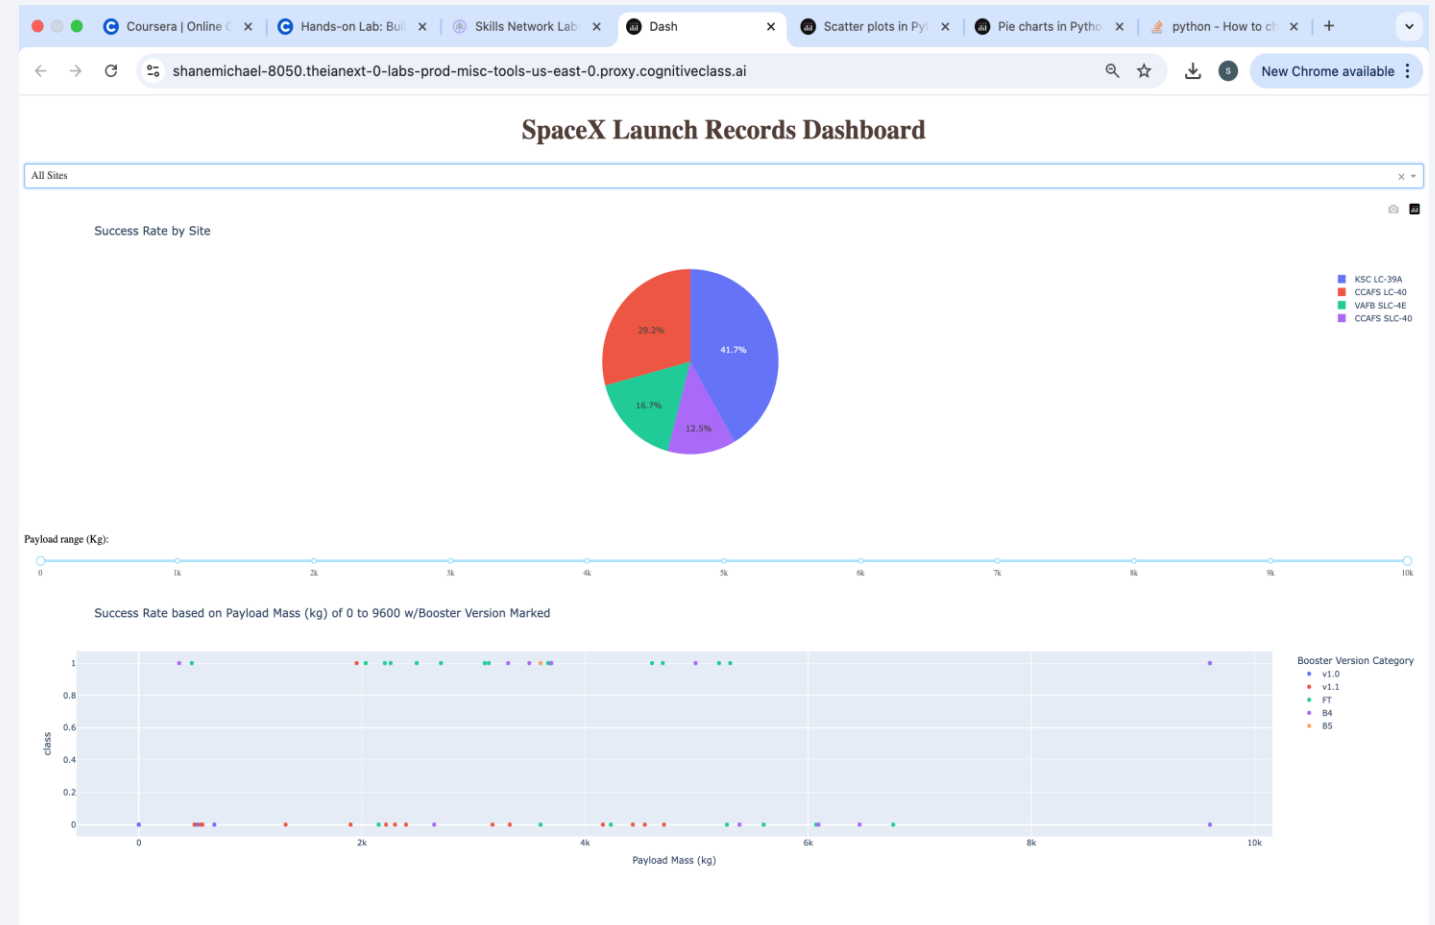 Coursera | Online C
Hands-on Lab: Buil
Skills Network Labs
Dash
Scatter plots in Pyt
Pie charts in Pytho
python - How to ch
shanemichael-8050.theianext-0-labs-prod-misc-tools-us-east-0.proxy.cognitiveclass.ai
S
New Chrome available
SpaceX Launch Records Dashboard
All Sites
Success Rate by Site
KSC LC-39A
CCAFS LC-40
VAFB SLC-4E
CCAFS SLC-40
29.2%
41.7%
16.7%
12.5%
Payload range (Kg):
0 1k 2k 3k 4k 5k 6k 7k 8k 9k 10k
Success Rate based on Payload Mass (kg) of 0 to 9600 w/Booster Version Marked
Booster Version Category
v1.0
v1.1
FT
B4
B5
1
0.8
0.6
0.4
0.2
0
class
0 2k 4k 6k 8k 10k
Payload Mass (kg)